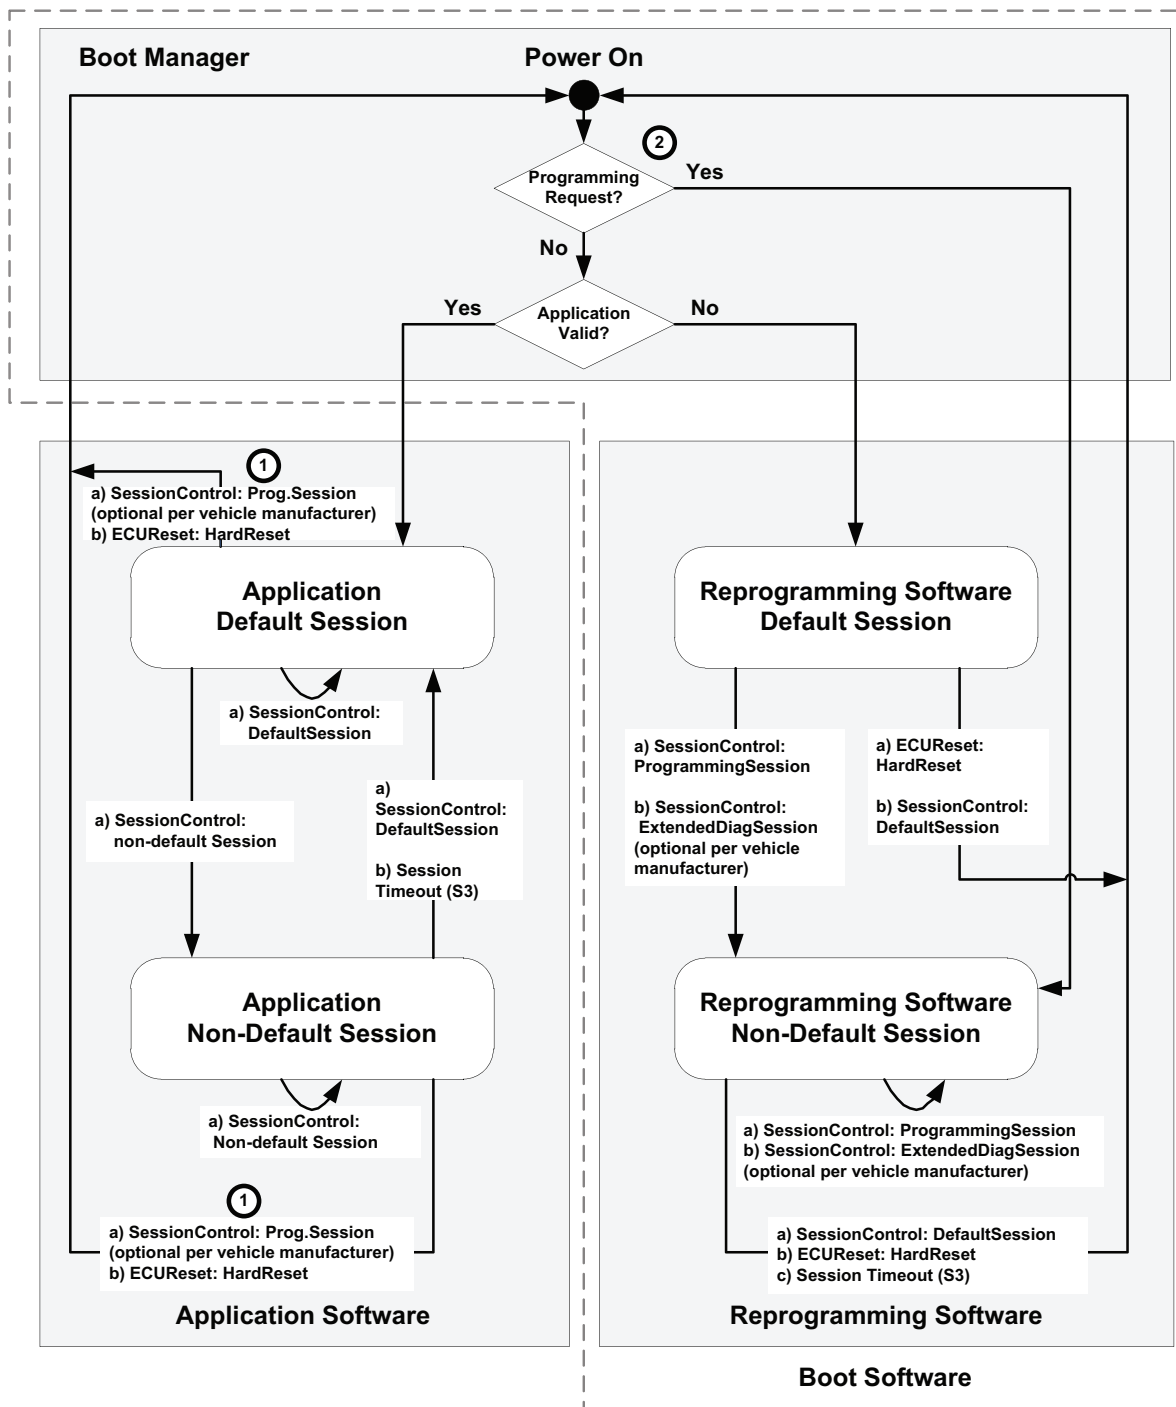 Boot Manager
Power On
2
Programming
Request?
Yes
No
Application
Valid?
Yes
No
1
a) SessionControl: Prog.Session
(optional per vehicle manufacturer)
b) ECUReset: HardReset
Application
Default Session
a) SessionControl:
DefaultSession
a) SessionControl:
non-default Session
a)
SessionControl:
DefaultSession
b) Session
Timeout (S3)
Application
Non-Default Session
a) SessionControl:
Non-default Session
1
a) SessionControl: Prog.Session
(optional per vehicle manufacturer)
b) ECUReset: HardReset
Application Software
Reprogramming Software
Default Session
a) SessionControl:
ProgrammingSession
b) SessionControl:
ExtendedDiagSession
(optional per vehicle
manufacturer)
a) ECUReset:
HardReset
b) SessionControl:
DefaultSession
Reprogramming Software
Non-Default Session
a) SessionControl: ProgrammingSession
b) SessionControl: ExtendedDiagSession
(optional per vehicle manufacturer)
a) SessionControl: DefaultSession
b) ECUReset: HardReset
c) Session Timeout (S3)
Reprogramming Software
Boot Software